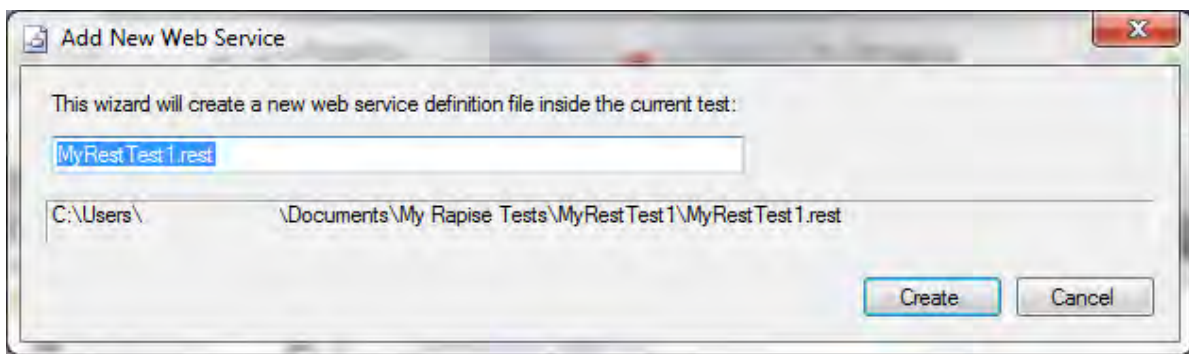 Add New Web Service
This wizard will create a new web service definition file inside the current test:
MyRestTest1.rest
C:\Users\ \Documents\My Rapise Tests\MyRestTest1\MyRestTest1.rest
Create Cancel